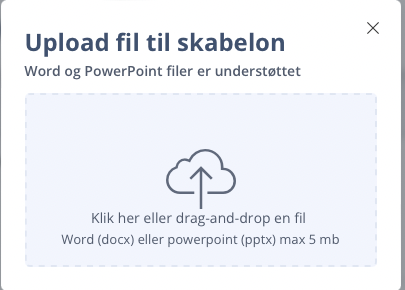 Upload fil til skabelon
Word og PowerPoint filer er understøttet
Klik her eller drag-and-drop en fil
Word (docx) eller powerpoint (pptx) max 5 mb